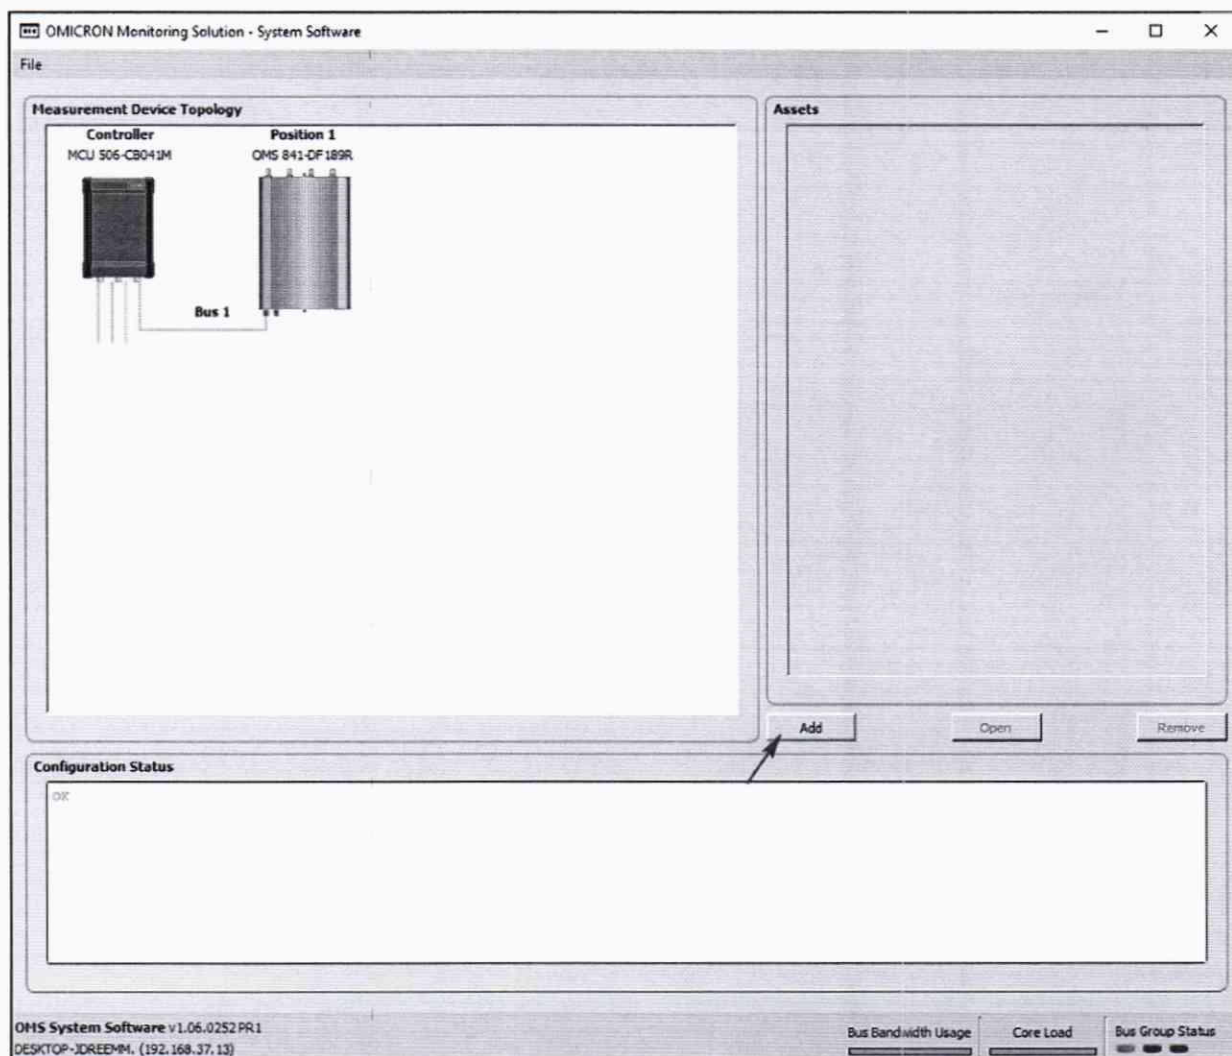 OMICRON Monitoring Solution - System Software
File
Measurement Device Topology
Assets
Controller
Position 1
MCU 506-CB041M
OMS 841-DF189R
Bus 1
Add
Open
Remove
Configuration Status
OK
OMS System Software v1.06.0252 PR1
Bus Bandwidth Usage
Core Load
Bus Group Status
DESKTOP-JDREEMM. (192.168.37.13)